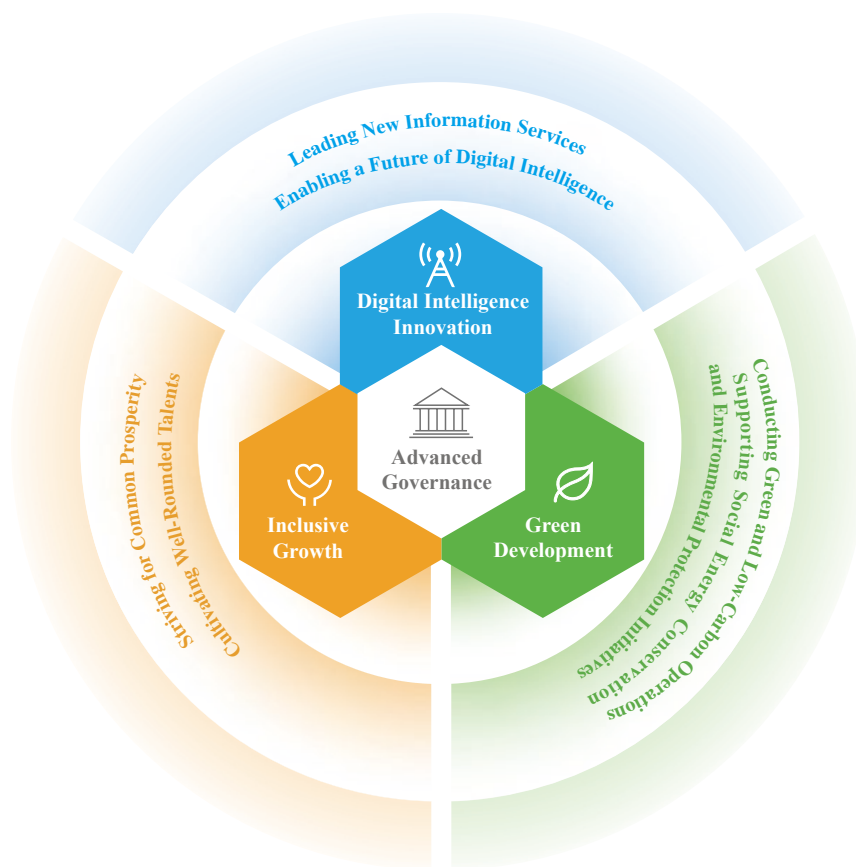 Leading New Information Services
Enabling a Future of Digital Intelligence
Digital Intelligence
Innovation
Advanced
Governance
Inclusive
Growth
Green
Development
Striving for Common Prosperity
Cultivating Well-Rounded Talents
Conducting Green and Low-Carbon Operations
Supporting Social Energy Conservation
and Environmental Protection Initiatives